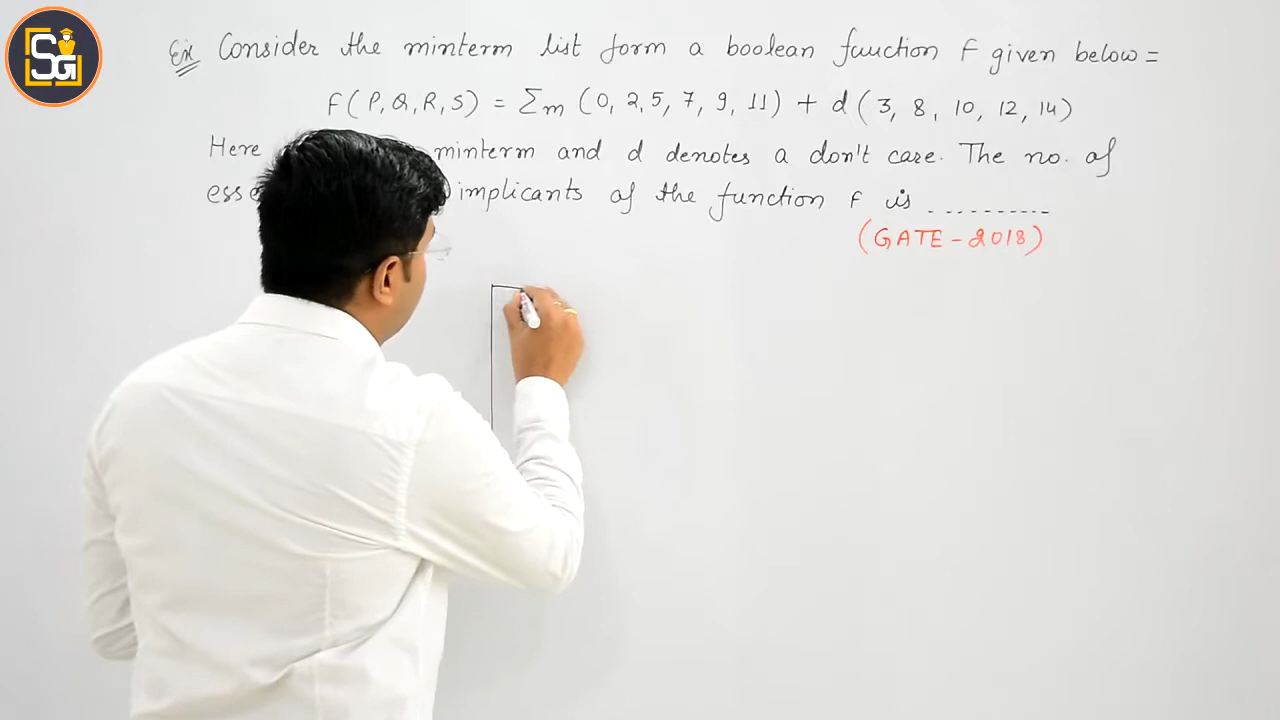 Ex Consider the minterm list form a boolean function F given below =
F(P,Q,R,S) = Σm (0, 2, 5, 7, 9, 11) + d (3, 8, 10, 12, 14)
Here minterm and d denotes a don't care. The no. of
implicants of the function F is ----------
(GATE - 2018)
SG